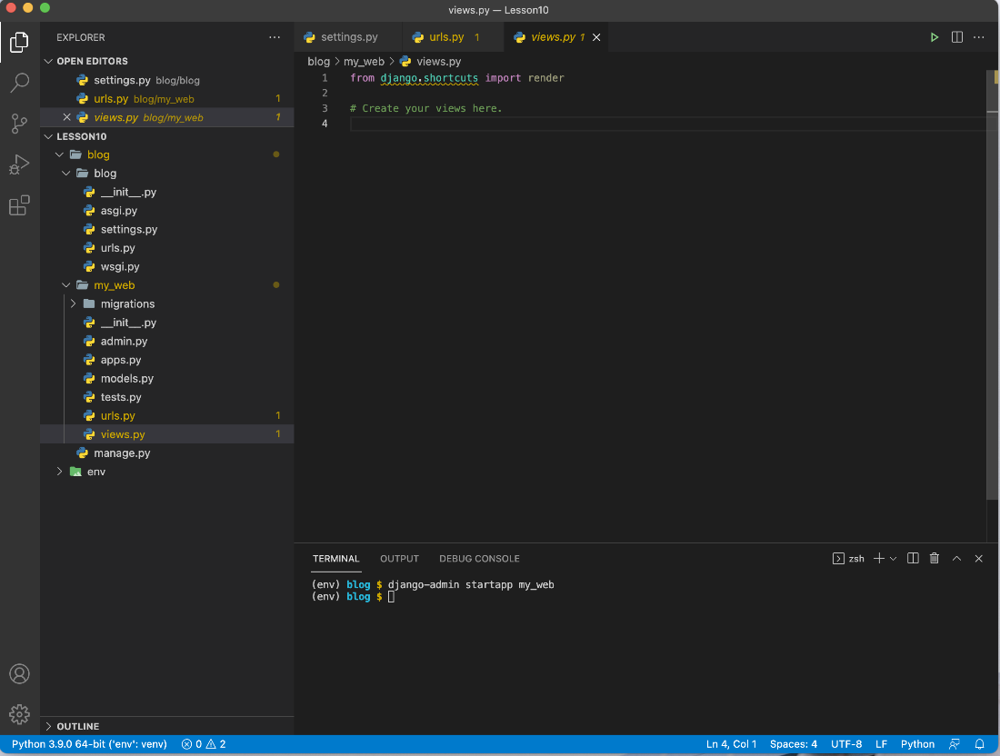 views.py — Lesson10
EXPLORER
OPEN EDITORS
settings.py blog/blog
urls.py blog/my_web 1
views.py blog/my_web 1
LESSON10
blog
blog
__init__.py
asgi.py
settings.py
urls.py
wsgi.py
my_web
migrations
__init__.py
admin.py
apps.py
models.py
tests.py
urls.py 1
views.py 1
manage.py
env
OUTLINE
settings.py urls.py 1 views.py 1
blog > my_web > views.py
1 from django.shortcuts import render
2
3 # Create your views here.
4
TERMINAL OUTPUT DEBUG CONSOLE zsh
(env) blog $ django-admin startapp my_web
(env) blog $
Python 3.9.0 64-bit ('env': venv) 0 2 Ln 4, Col 1 Spaces: 4 UTF-8 LF Python